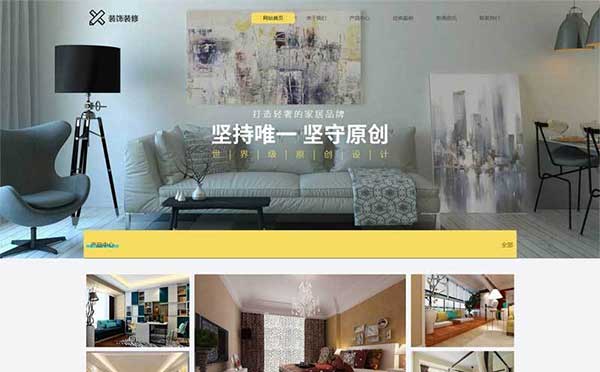 装饰装修
网站首页
关于我们
产品中心
经典案例
新闻资讯
联系我们
打造轻奢的家居品牌
坚持唯一 坚守原创
世 | 界 | 级 | 原 | 创 | 设 | 计
产品中心
全部